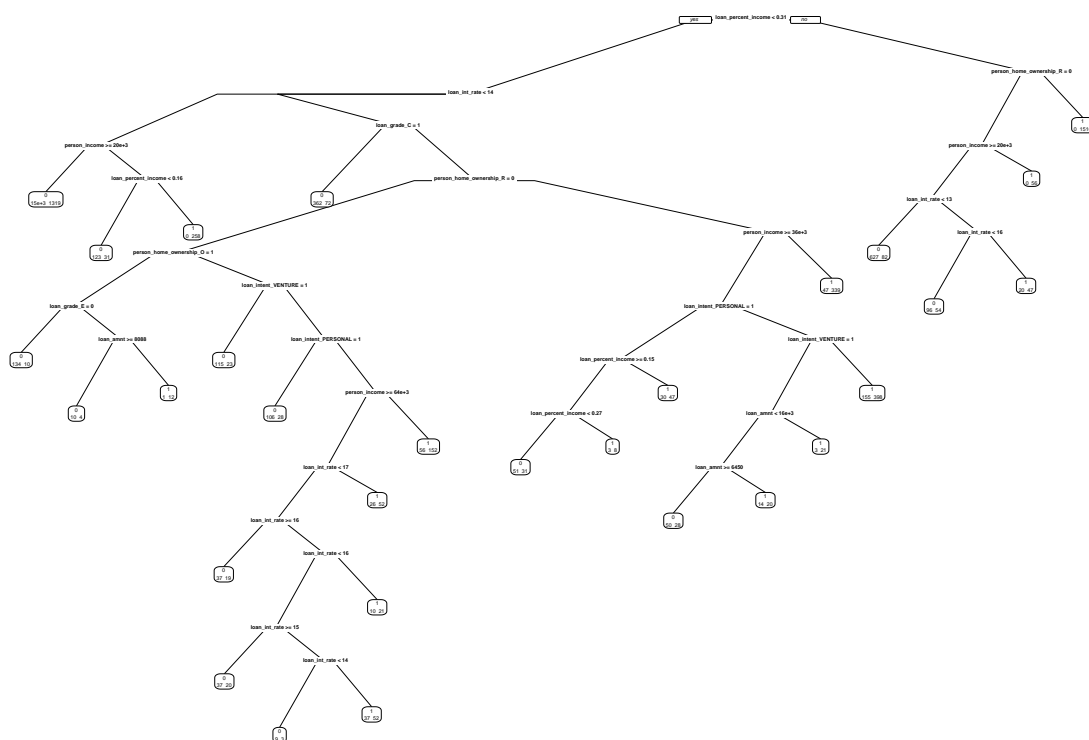 yes loan_percent_income < 0.31 no
person_home_ownership_R = 0
loan_int_rate < 14
loan_grade_C = 1
1
0 151
person_income >= 20e+3
person_income >= 20e+3
loan_percent_income < 0.16
person_home_ownership_R = 0
1
0 56
0
15e+3 1319
0
362 72
loan_int_rate < 13
1
0 258
person_income >= 36e+3
loan_int_rate < 16
0
123 31
person_home_ownership_O = 1
0
627 82
loan_intent_VENTURE = 1
1
47 339
1
20 47
loan_grade_E = 0
loan_intent_PERSONAL = 1
0
96 54
loan_amnt >= 8088
loan_intent_PERSONAL = 1
loan_intent_VENTURE = 1
0
134 10
0
115 23
loan_percent_income >= 0.15
1
1 12
person_income >= 64e+3
1
30 47
1
155 398
0
10 4
0
106 28
loan_percent_income < 0.27
loan_amnt < 16e+3
1
56 152
1
3 8
1
3 21
loan_int_rate < 17
0
51 31
loan_amnt >= 6450
1
26 52
1
14 20
loan_int_rate >= 16
0
50 28
loan_int_rate < 16
0
37 19
1
10 21
loan_int_rate >= 15
loan_int_rate < 14
0
37 20
1
37 52
0
9 3